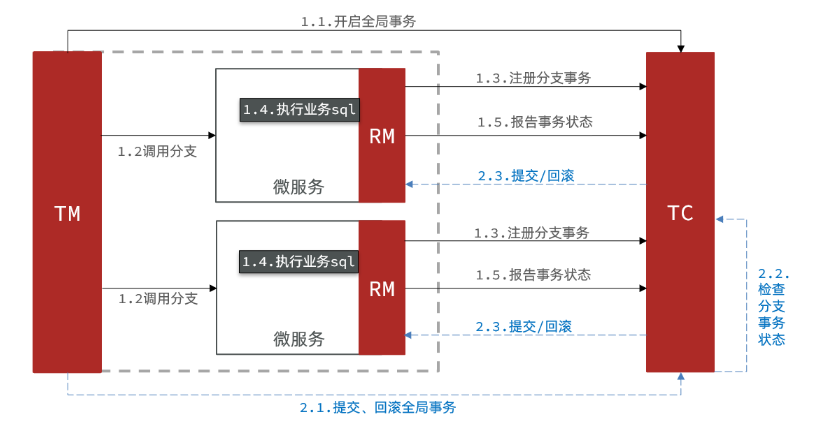 1.1.开启全局事务
1.3.注册分支事务
1.4.执行业务sql
1.5.报告事务状态
RM
1.2调用分支
2.3.提交/回滚
微服务
TM
TC
1.3.注册分支事务
1.4.执行业务sql
1.5.报告事务状态
2.2.
检查
分支
事务
状态
RM
1.2调用分支
2.3.提交/回滚
微服务
2.1.提交、回滚全局事务